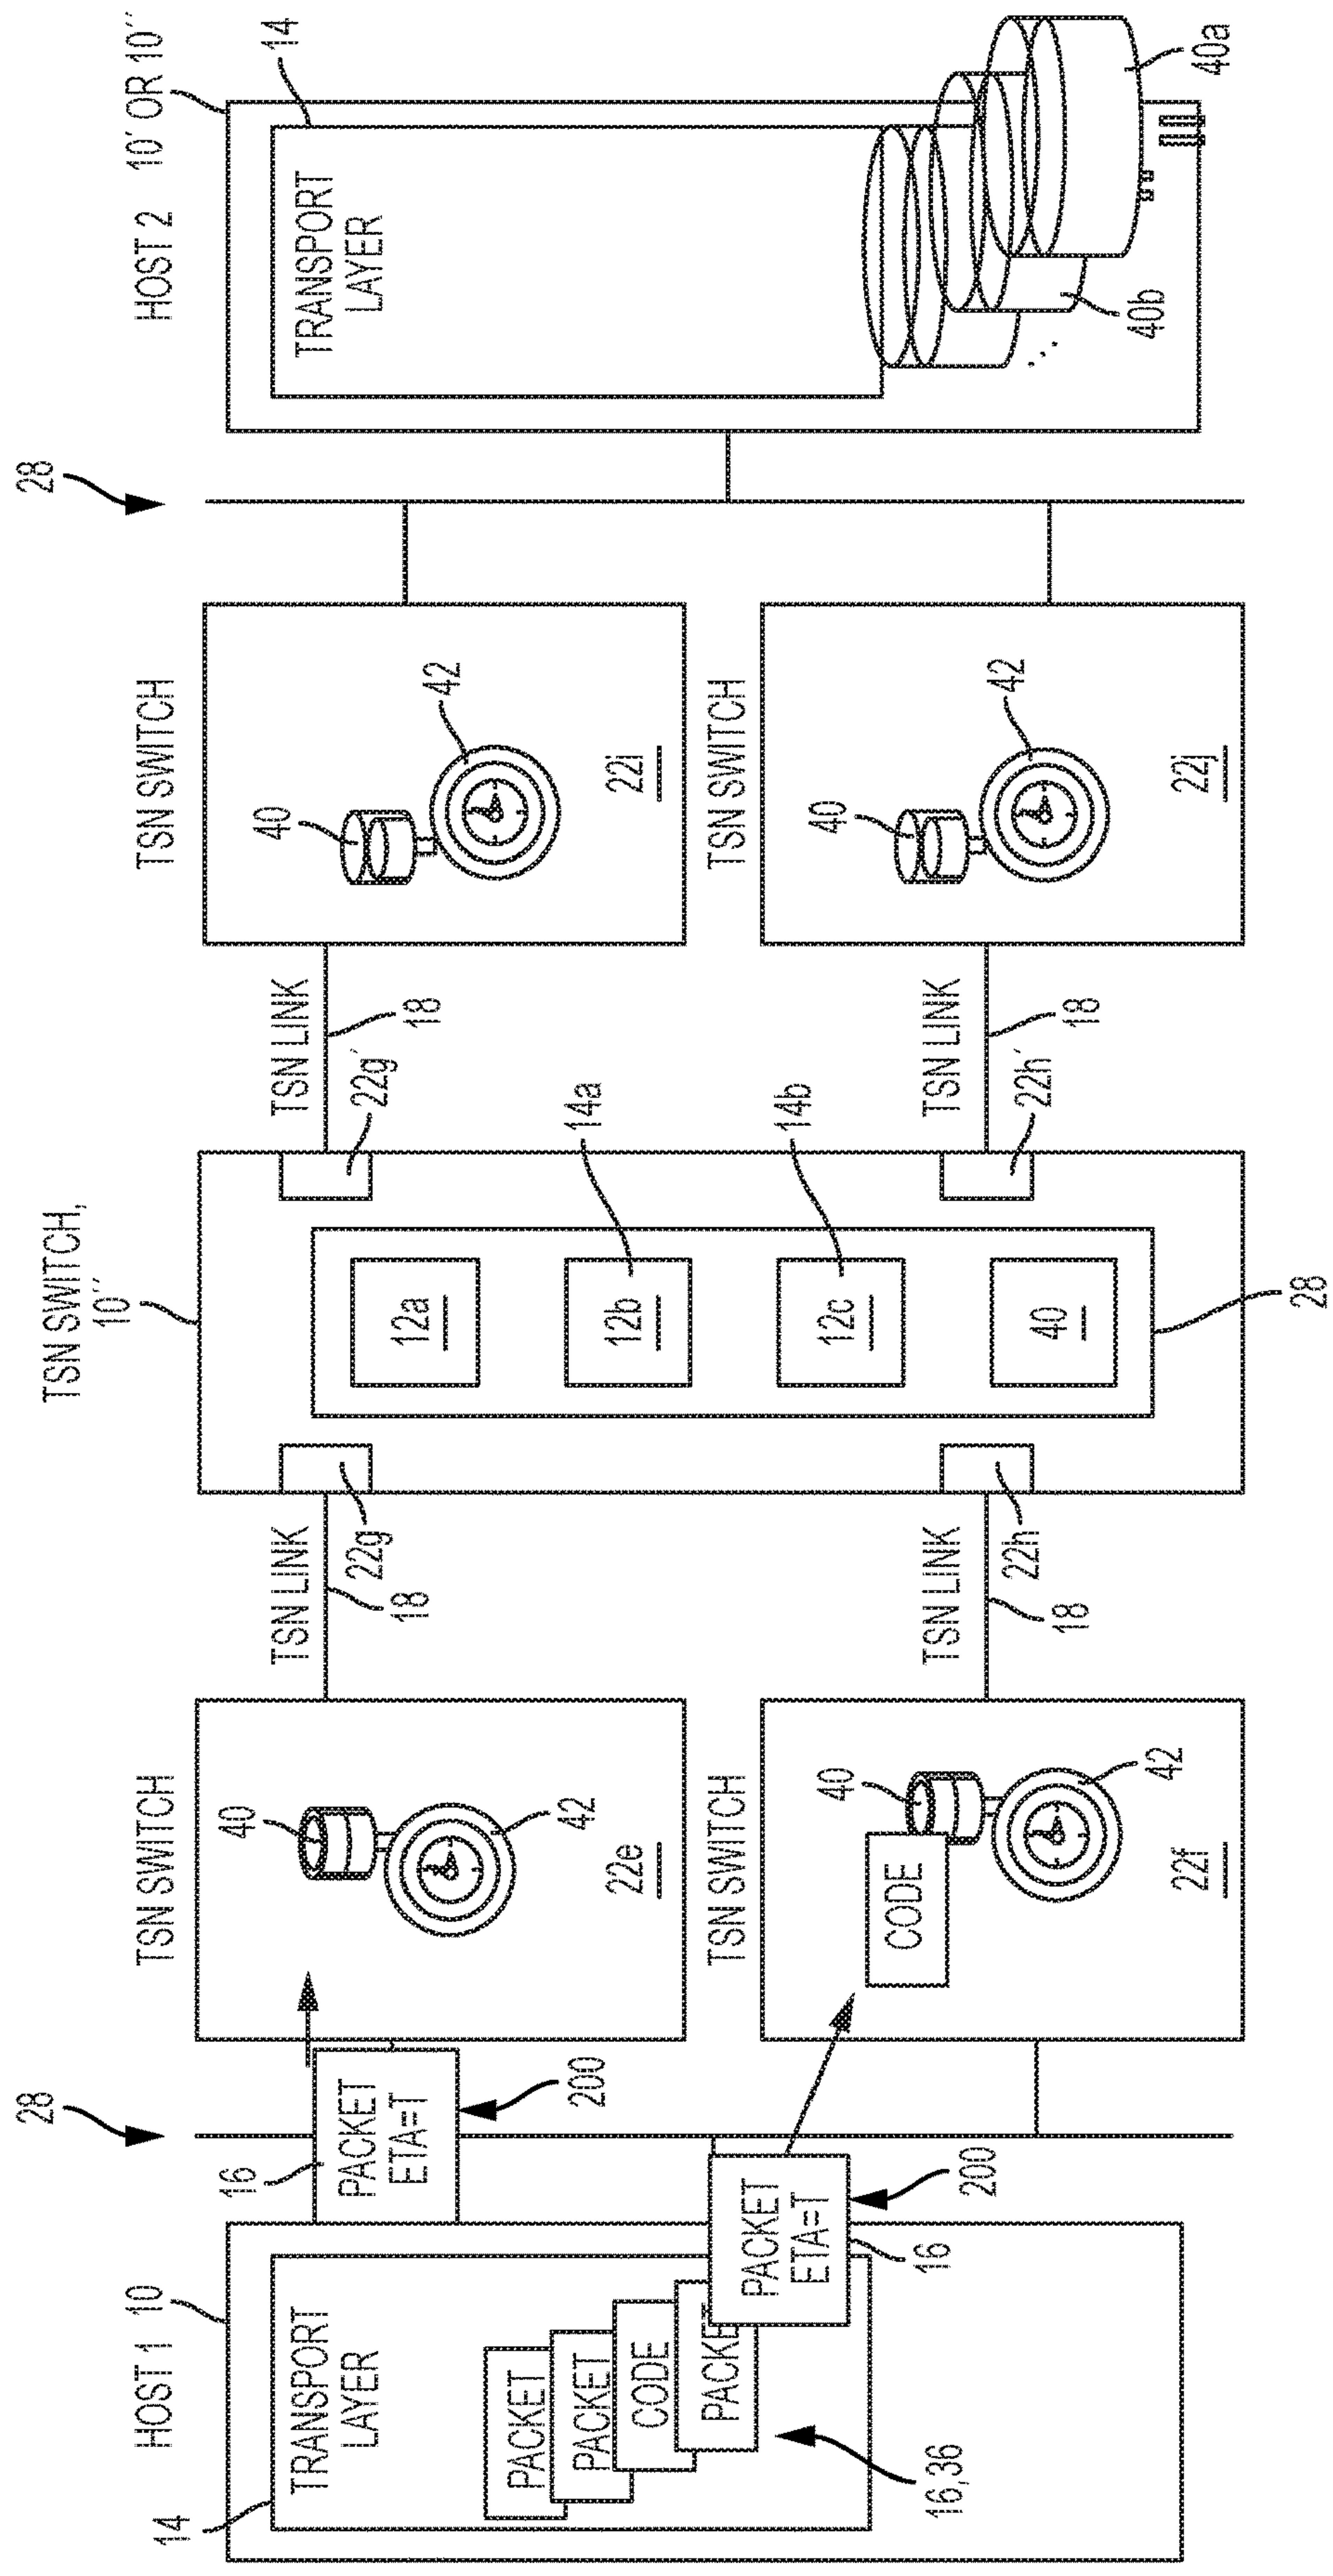 HOST 1 10
14
TRANSPORT
LAYER
PACKET
PACKET
CODE
PACKET
16,36
PACKET
ETA=T
16
200
PACKET
ETA=T
16
200
28
TSN SWITCH
40
42
22e
TSN SWITCH
CODE
40
42
22f
TSN LINK
18
TSN LINK
18
TSN SWITCH,
10´´
22g
22h
12a
12b
12c
40
14a
14b
22g´
22h´
28
TSN LINK
18
TSN LINK
18
TSN SWITCH
40
42
22i
TSN SWITCH
40
42
22j
28
HOST 2 10´ OR 10´´
14
TRANSPORT
LAYER
40b
40a